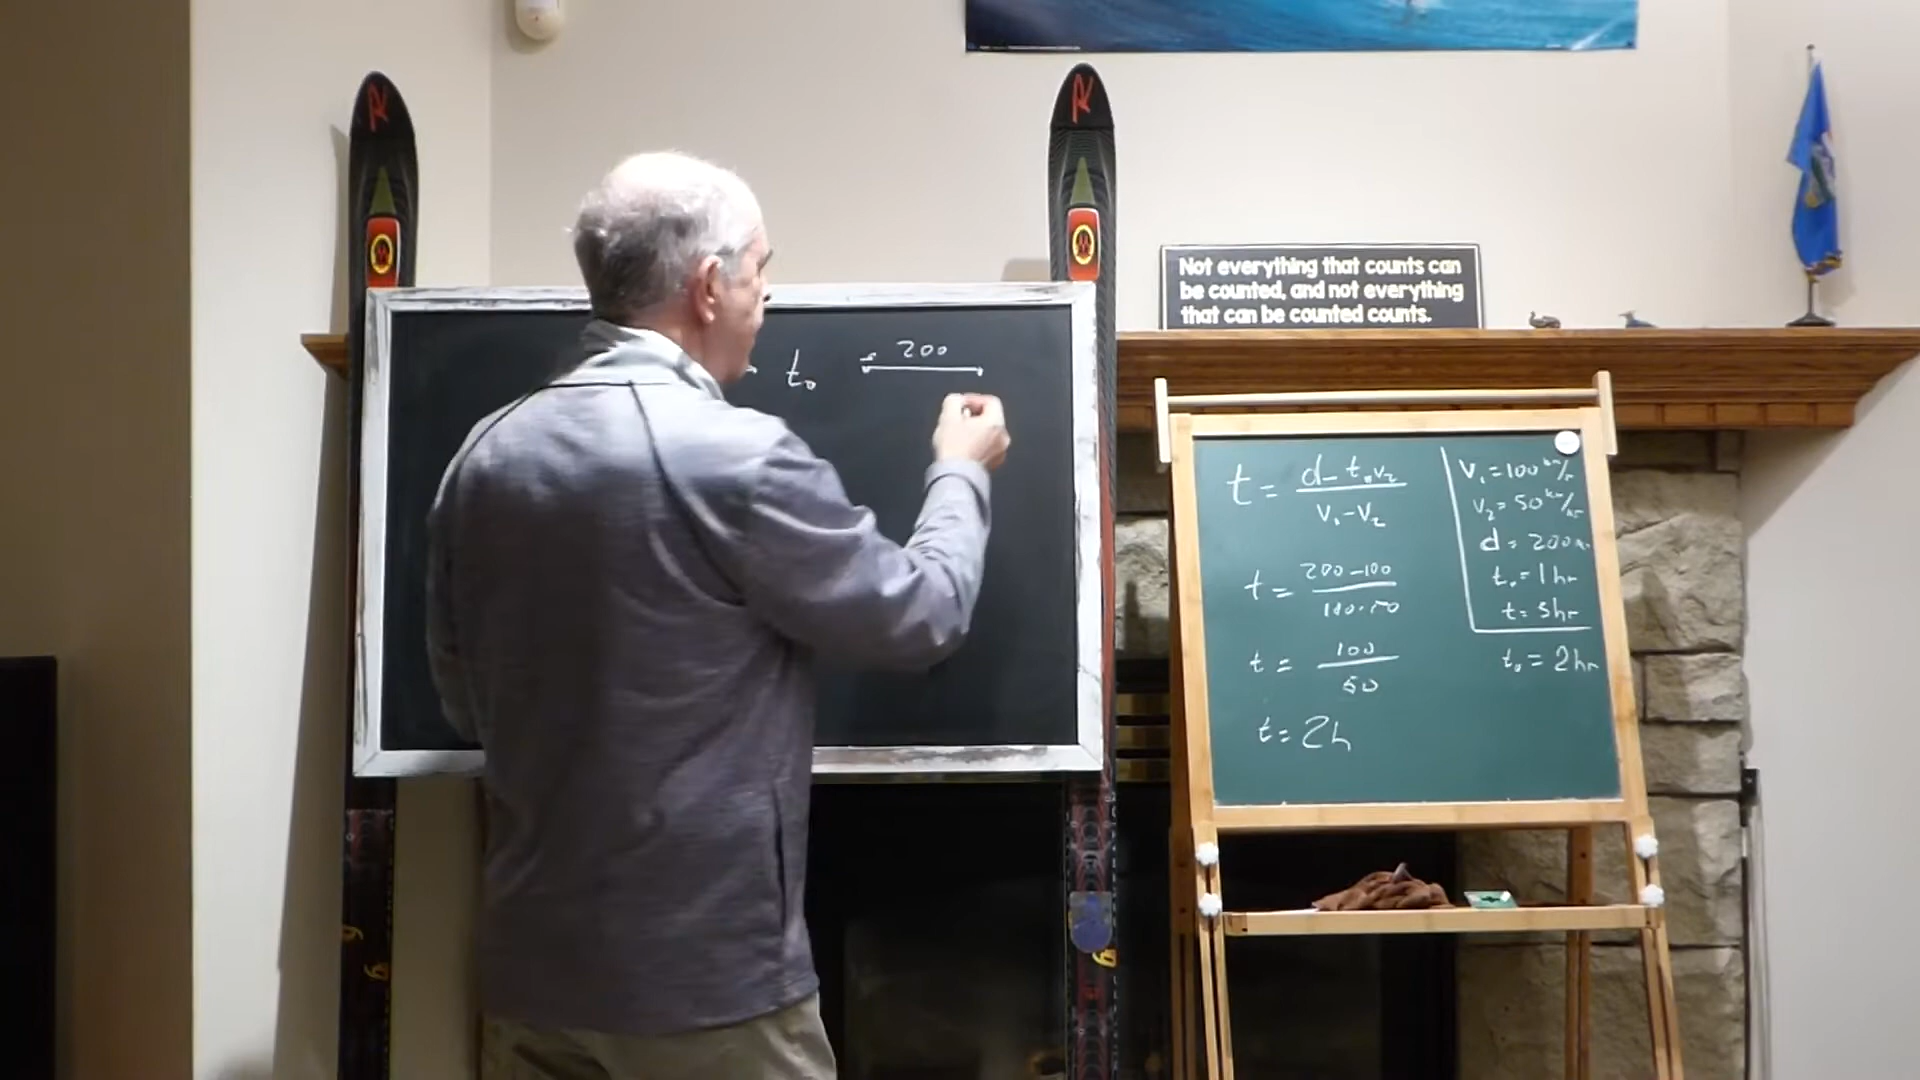 Not everything that counts can
be counted, and not everything
that can be counted counts.
t₀
200
t = (d - t₀v₂) / (v₁ - v₂)
t = (200 - 100) / (100 - 50)
t = 100 / 50
t = 2h
v₁ = 100 km/hr
v₂ = 50 km/hr
d = 200 km
t₀ = 1 hr
t = 3 hr
t₀ = 2 hr